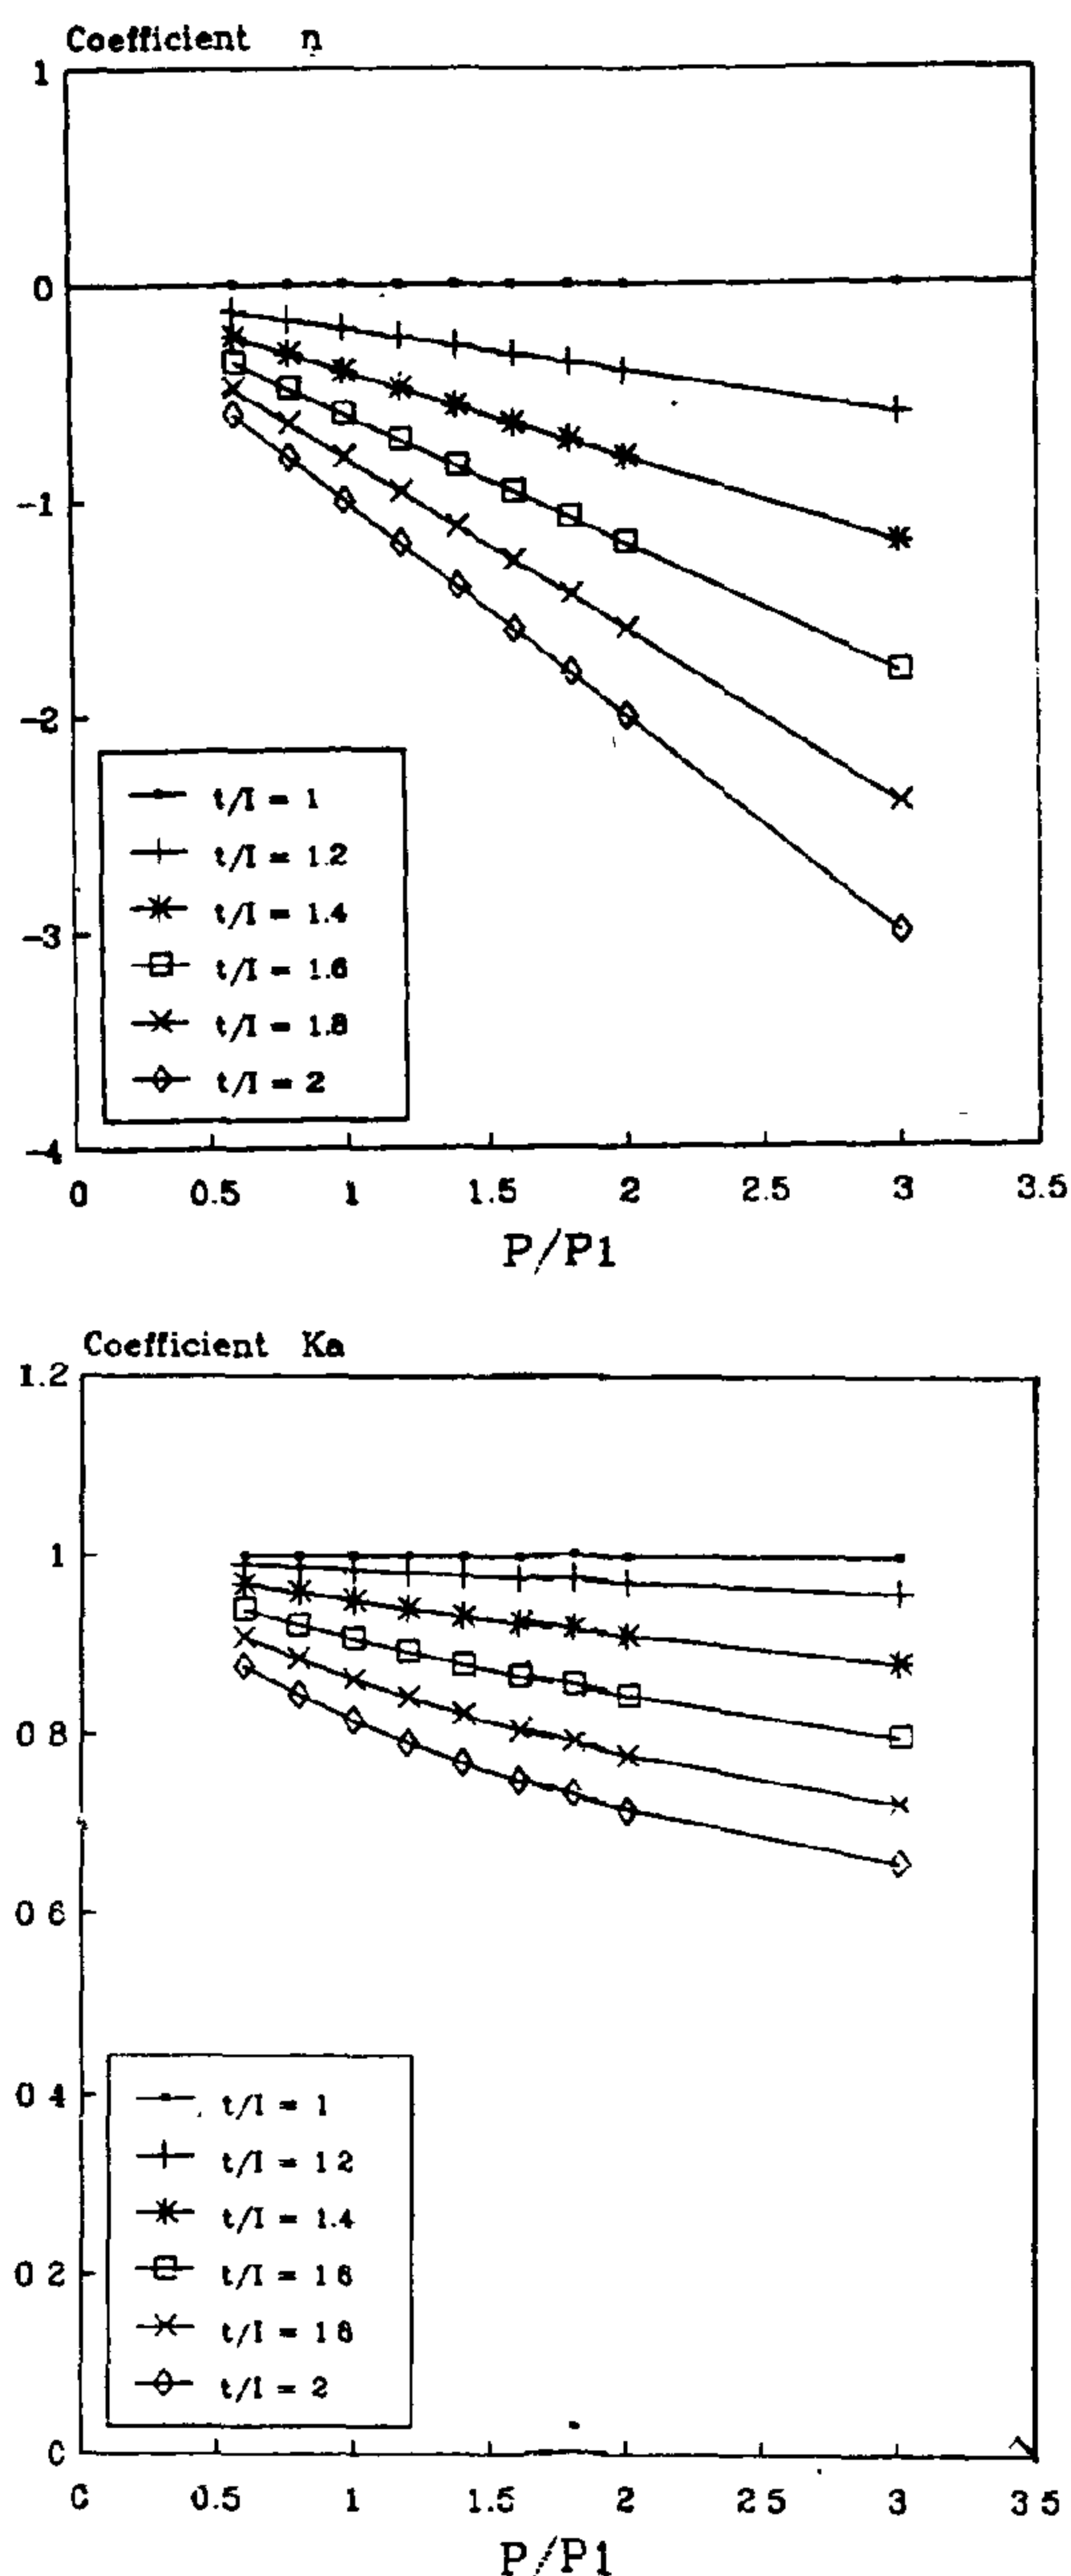 Coefficient η
1
0
-1
-2
-3
-4
t/I = 1
t/I = 1.2
t/I = 1.4
t/I = 1.6
t/I = 1.8
t/I = 2
0 0.5 1 1.5 2 2.5 3 3.5
P/P1
Coefficient Ka
1.2
1
0 8
0 6
0 4
0 2
0
t/I = 1
t/I = 1 2
t/I = 1.4
t/I = 1 6
t/I = 1 8
t/I = 2
0 0.5 1 1.5 2 2 5 3 3 5
P/P1